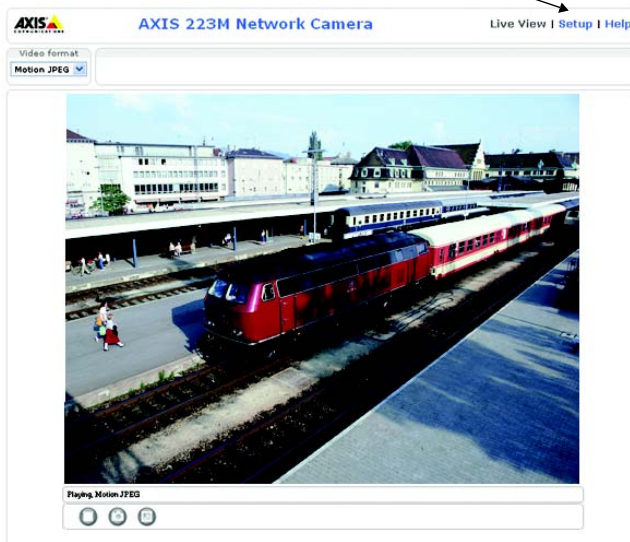 AXIS
COMMUNICATIONS
AXIS 223M Network Camera
Live View | Setup | Help
Video format
Motion JPEG
Playing, Motion JPEG